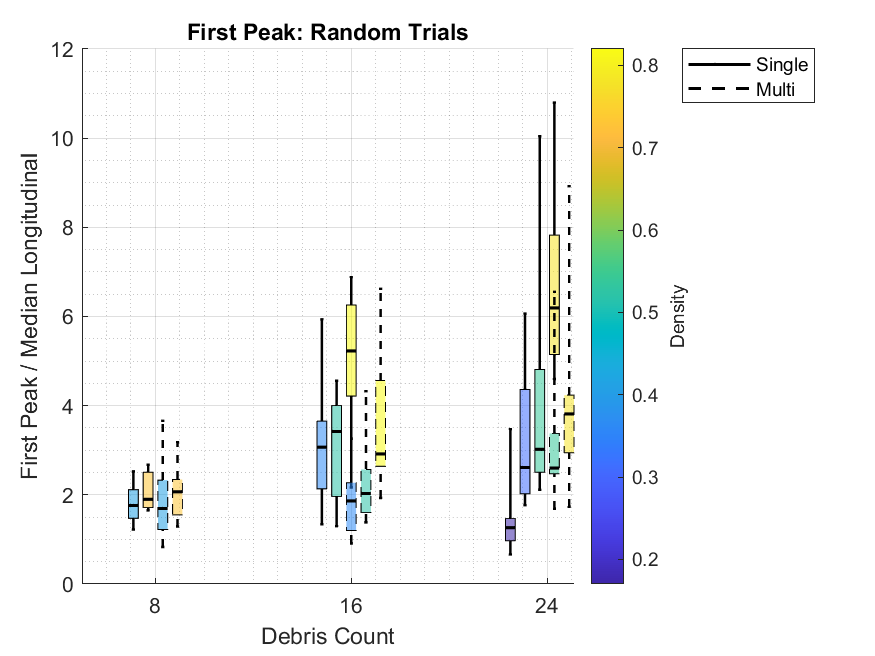 First Peak: Random Trials
First Peak / Median Longitudinal
12
10
8
6
4
2
0
8
16
24
Debris Count
0.8
0.7
0.6
0.5
0.4
0.3
0.2
Density
Single
Multi